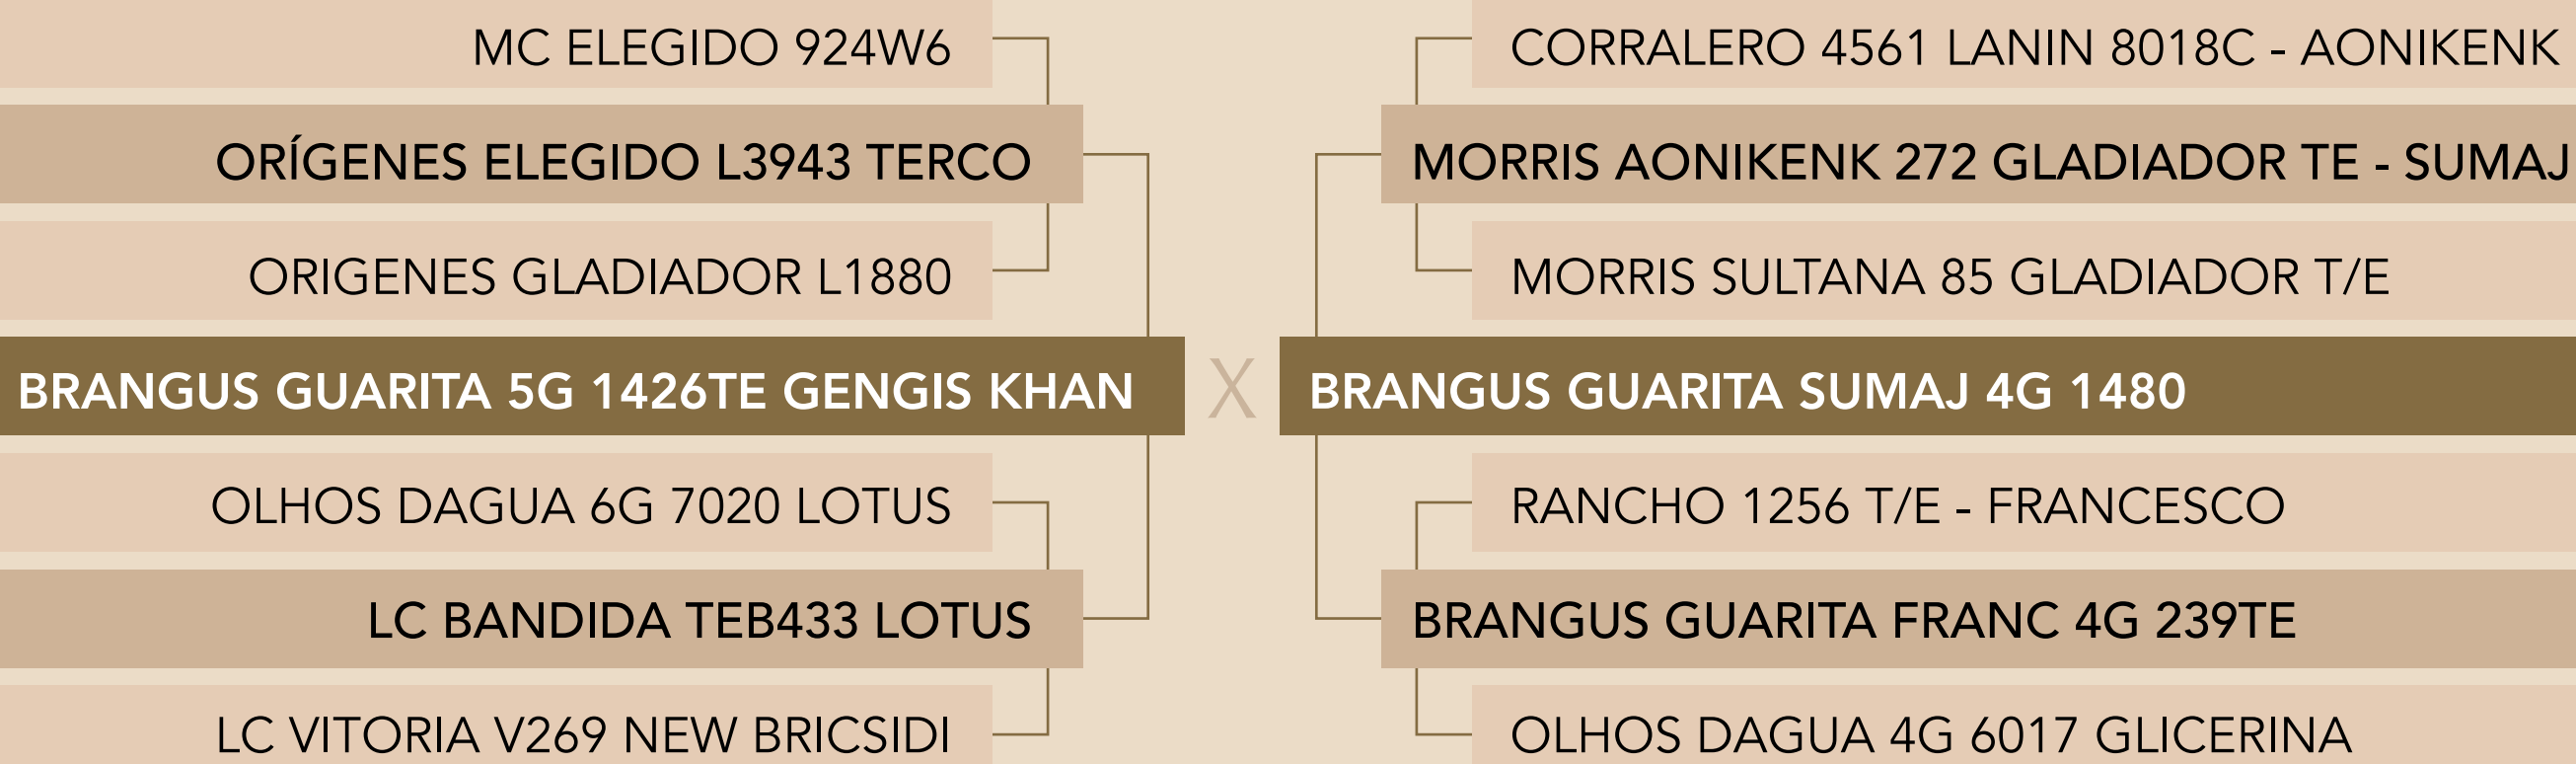 MC ELEGIDO 924W6
ORÍGENES ELEGIDO L3943 TERCO
ORIGENES GLADIADOR L1880
BRANGUS GUARITA 5G 1426TE GENGIS KHAN
OLHOS DAGUA 6G 7020 LOTUS
LC BANDIDA TEB433 LOTUS
LC VITORIA V269 NEW BRICSIDI
X
CORRALERO 4561 LANIN 8018C - AONIKENK
MORRIS AONIKENK 272 GLADIADOR TE - SUMAJ
MORRIS SULTANA 85 GLADIADOR T/E
BRANGUS GUARITA SUMAJ 4G 1480
RANCHO 1256 T/E - FRANCESCO
BRANGUS GUARITA FRANC 4G 239TE
OLHOS DAGUA 4G 6017 GLICERINA